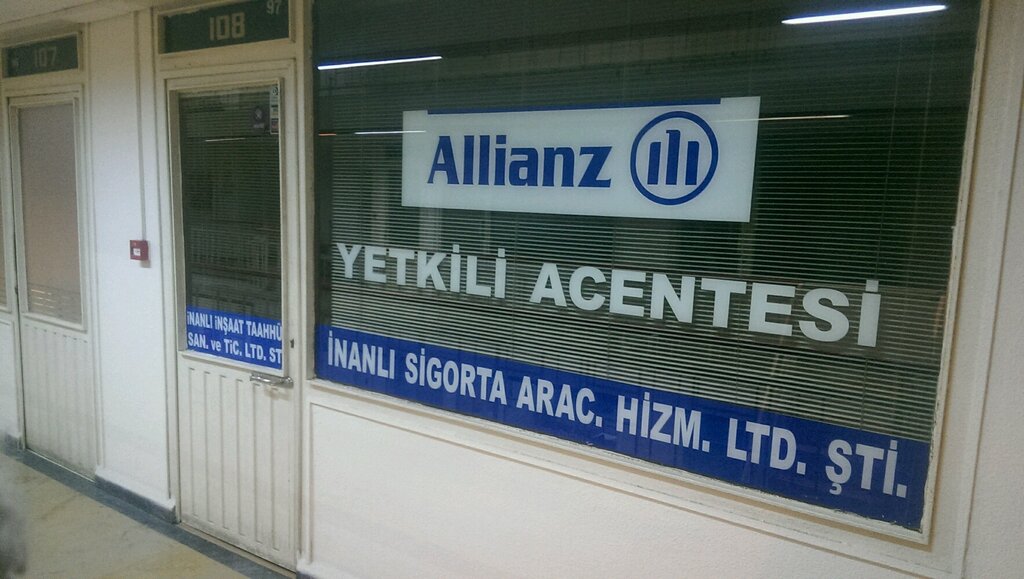 107
108
97
Allianz
YETKİLİ ACENTESİ
İNANLI İNŞAAT TAAHHÜ
SAN. ve TİC. LTD. ŞT
İNANLI SİGORTA ARAC. HİZM. LTD. ŞTİ.